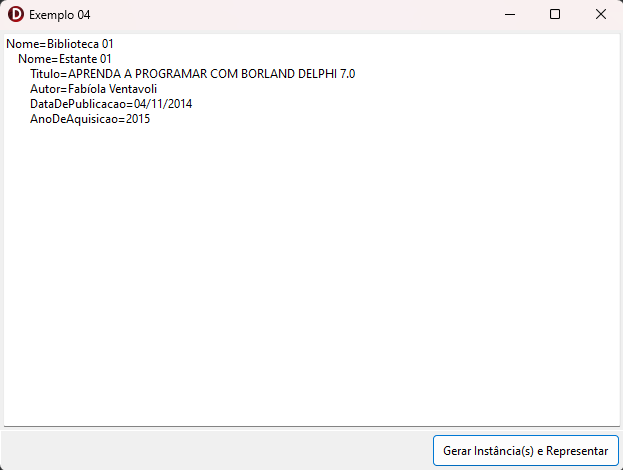 Exemplo 04
Nome=Biblioteca 01
Nome=Estante 01
Titulo=APRENDA A PROGRAMAR COM BORLAND DELPHI 7.0
Autor=Fabíola Ventavoli
DataDePublicacao=04/11/2014
AnoDeAquisicao=2015
Gerar Instância(s) e Representar